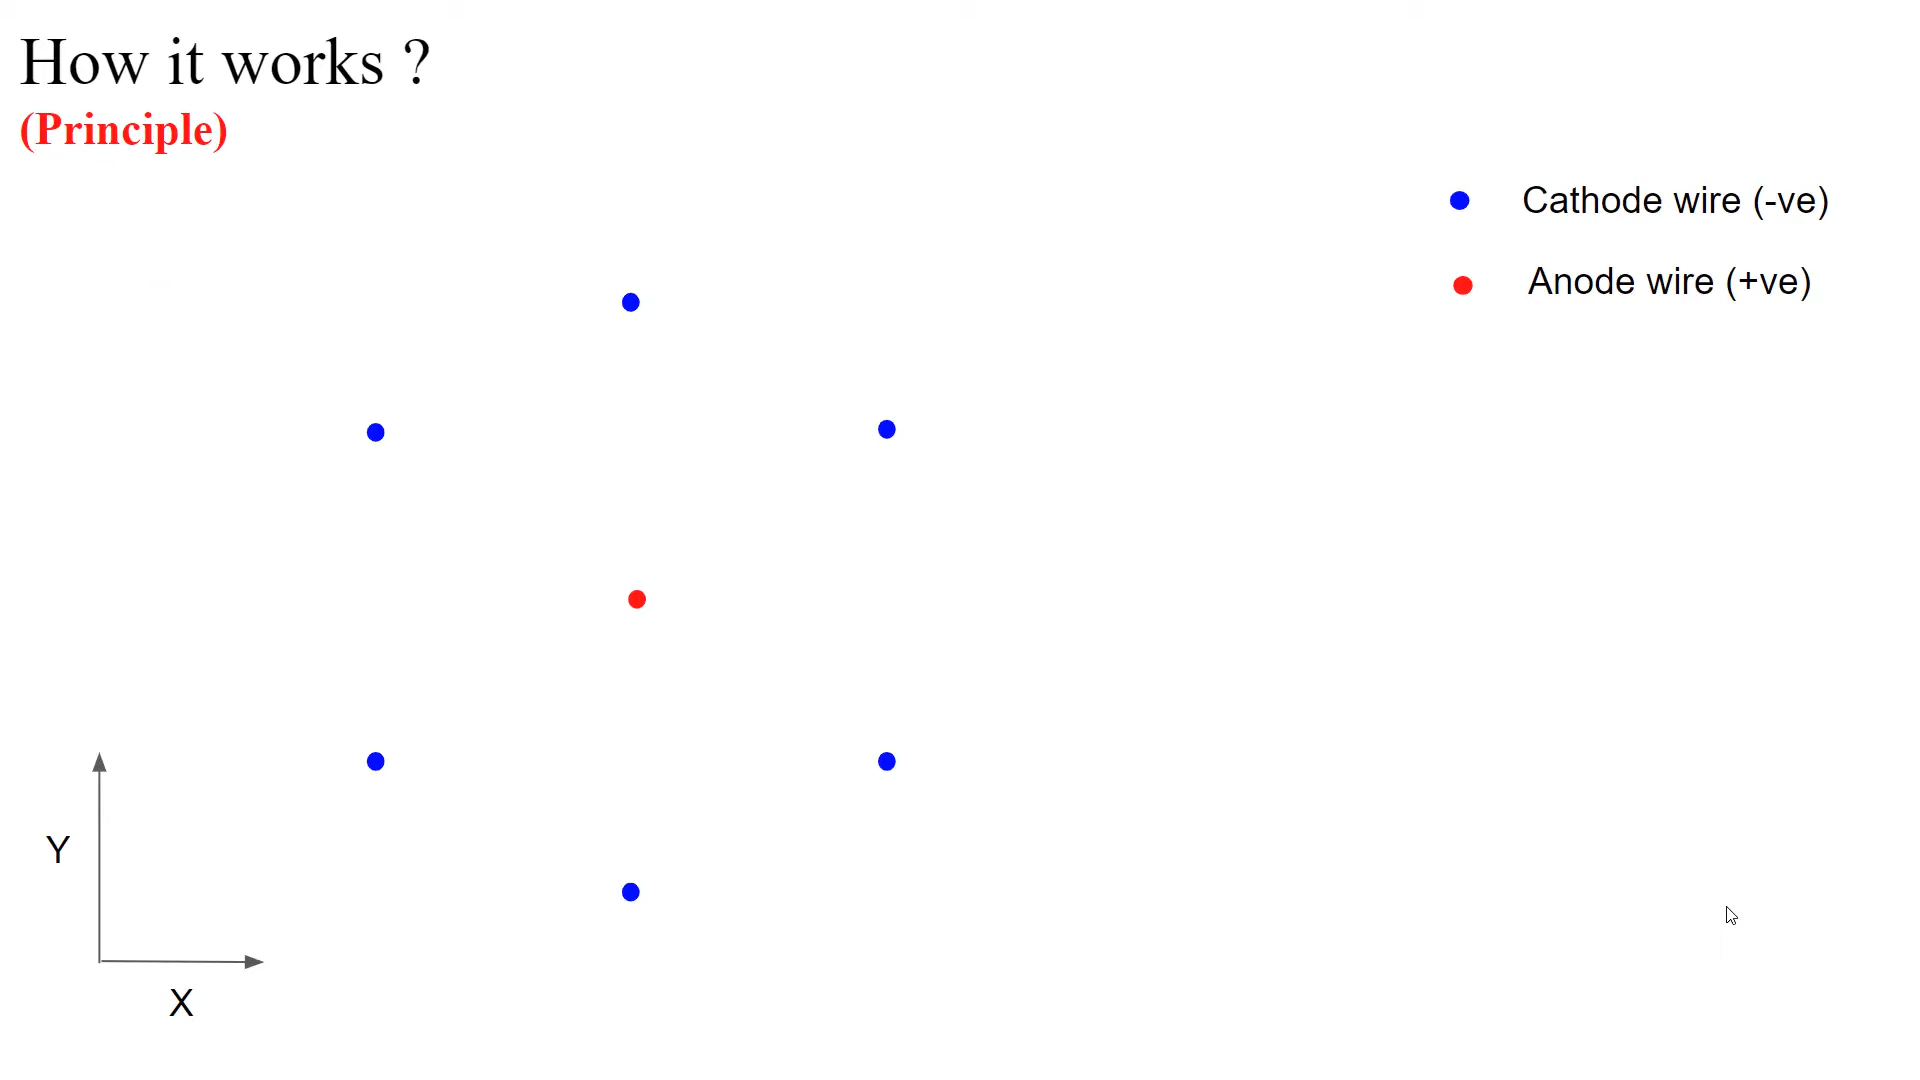 How it works ?
(Principle)
Cathode wire (-ve)
Anode wire (+ve)
Y
X